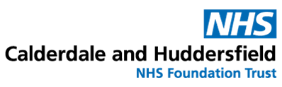 NHS
Calderdale and Huddersfield
NHS Foundation Trust